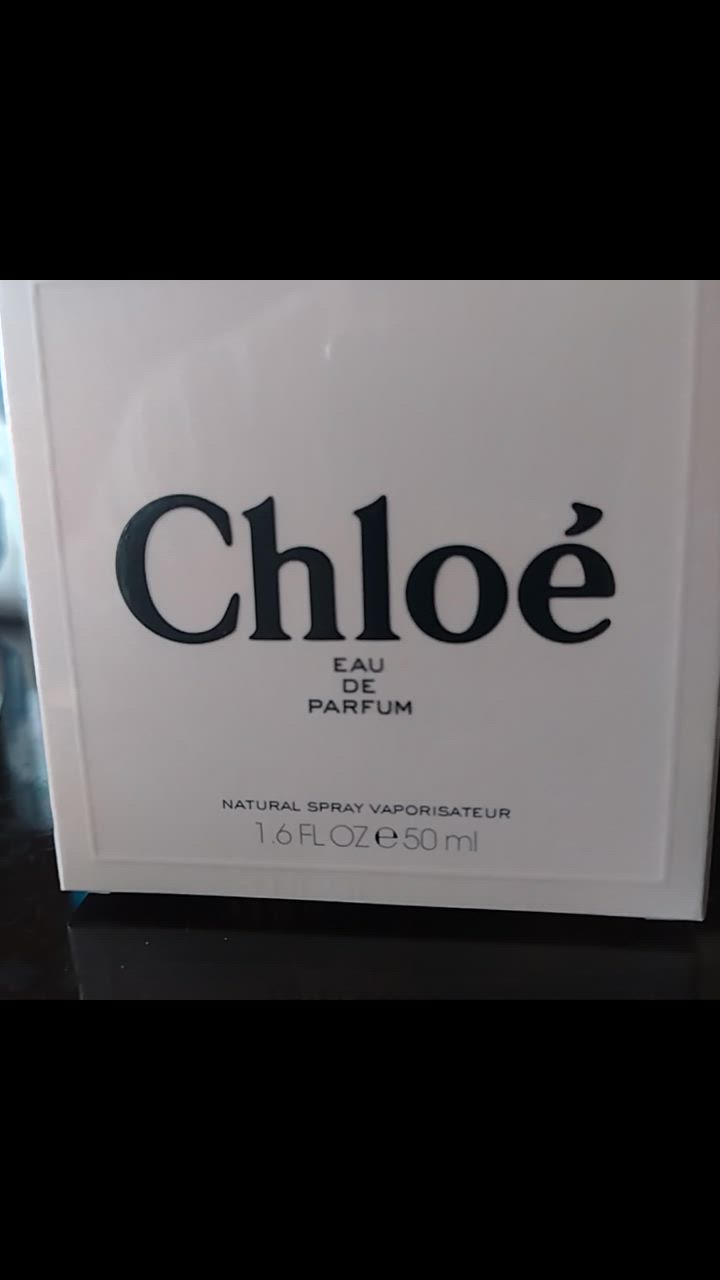 Chloé
EAU
DE
PARFUM
NATURAL SPRAY VAPORISATEUR
1.6 FL OZ ℮ 50 ml